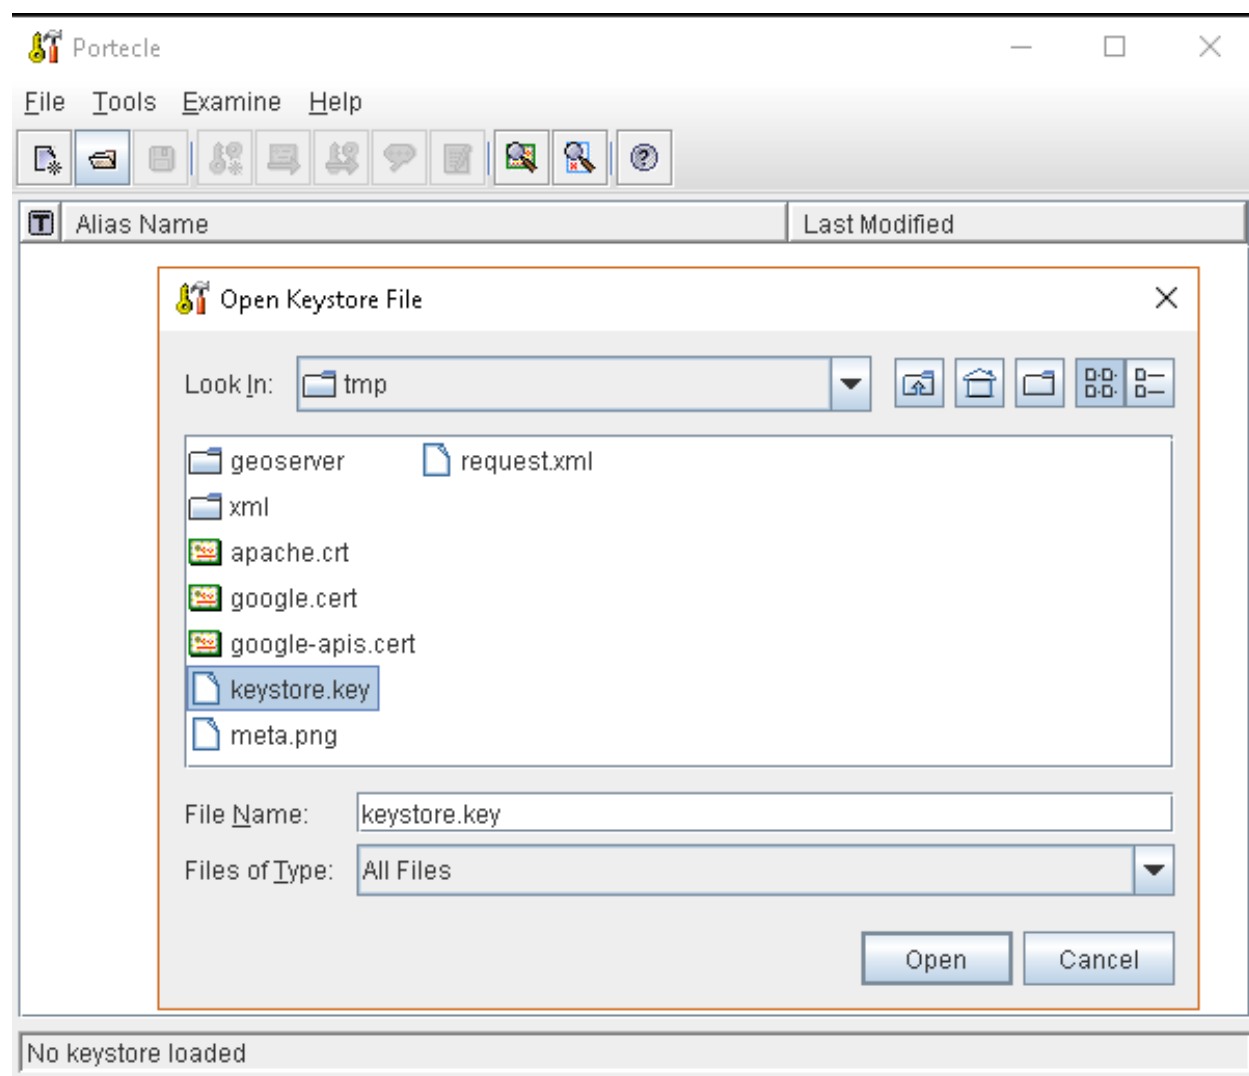 Portecle
File Tools Examine Help
T Alias Name Last Modified
Open Keystore File
Look In: tmp
geoserver request.xml
xml
apache.crt
google.cert
google-apis.cert
keystore.key
meta.png
File Name: keystore.key
Files of Type: All Files
Open Cancel
No keystore loaded